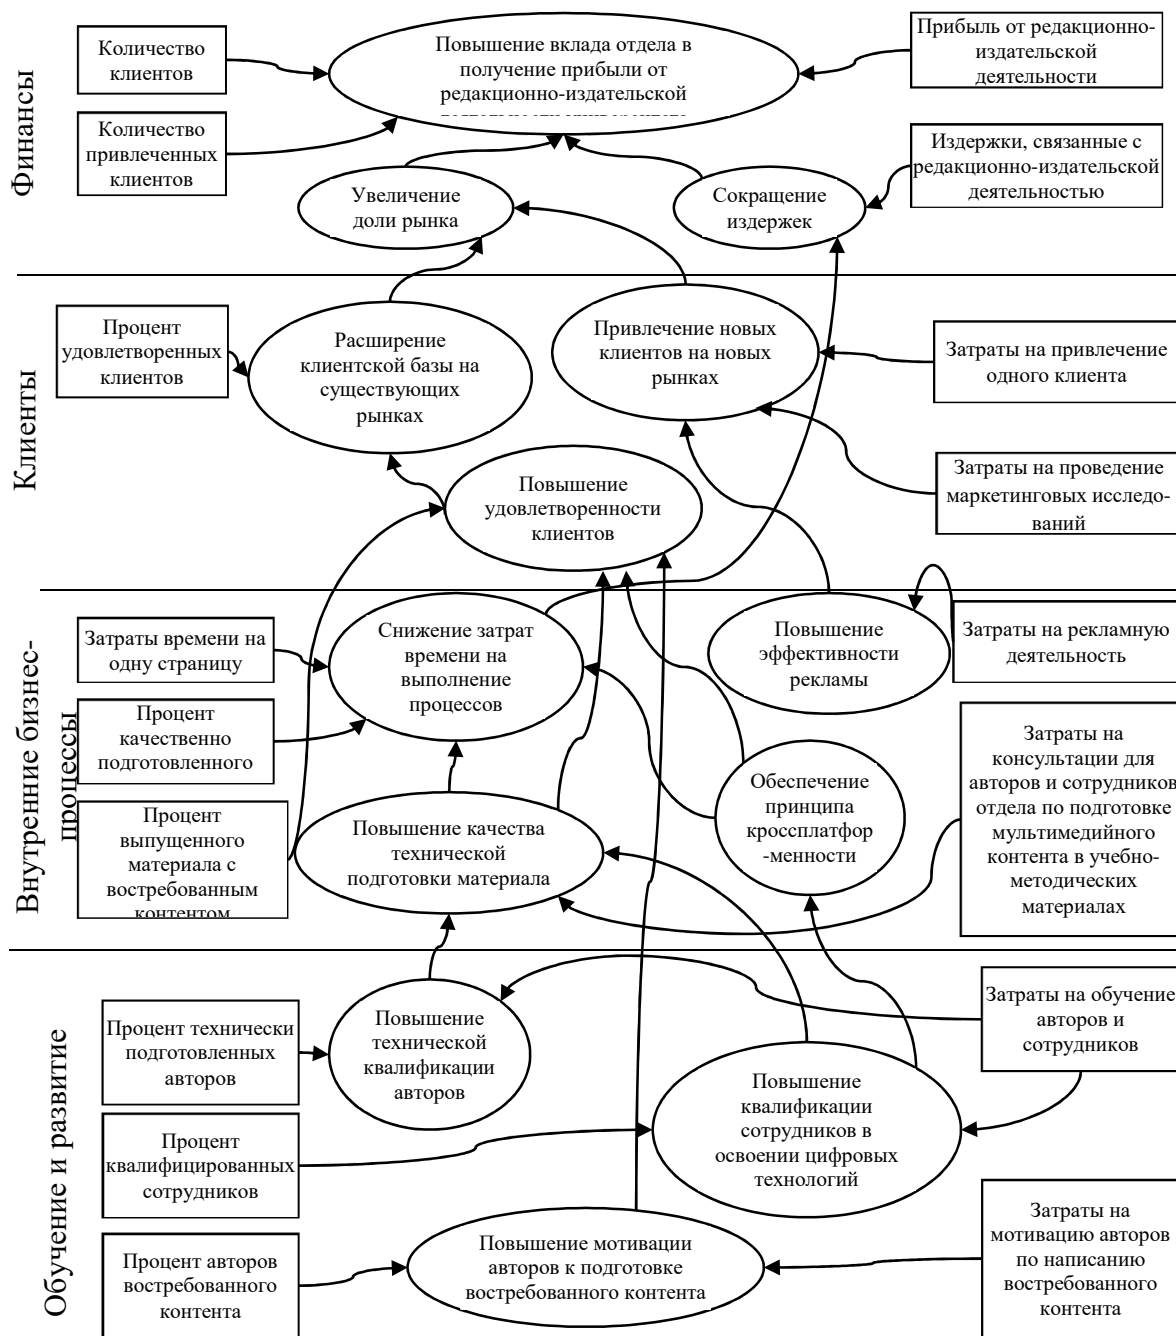 Финансы
Количество
клиентов
Повышение вклада отдела в
получение прибыли от
редакционно-издательской
Прибыль от редакционно-
издательской
деятельности
Количество
привлеченных
клиентов
Издержки, связанные с
редакционно-издательской
деятельностью
Увеличение
доли рынка
Сокращение
издержек
Клиенты
Процент
удовлетворенных
клиентов
Расширение
клиентской базы на
существующих
рынках
Привлечение новых
клиентов на новых
рынках
Затраты на привлечение
одного клиента
Повышение
удовлетворенности
клиентов
Затраты на проведение
маркетинговых исследо-
ваний
Внутренние бизнес-
процессы
Затраты времени на
одну страницу
Снижение затрат
времени на
выполнение
процессов
Повышение
эффективности
рекламы
Затраты на рекламную
деятельность
Процент
качественно
подготовленного
Обеспечение
принципа
кроссплатфор
-менности
Затраты на
консультации для
авторов и сотрудников
отдела по подготовке
мультимедийного
контента в учебно-
методических
материалах
Процент
выпущенного
материала с
востребованным
контентом
Повышение качества
технической
подготовки материала
Обучение и развитие
Процент технически
подготовленных
авторов
Повышение
технической
квалификации
авторов
Затраты на обучение
авторов и
сотрудников
Процент
квалифицированных
сотрудников
Повышение
квалификации
сотрудников в
освоении цифровых
технологий
Процент авторов
востребованного
контента
Повышение мотивации
авторов к подготовке
востребованного контента
Затраты на
мотивацию авторов
по написанию
востребованного
контента